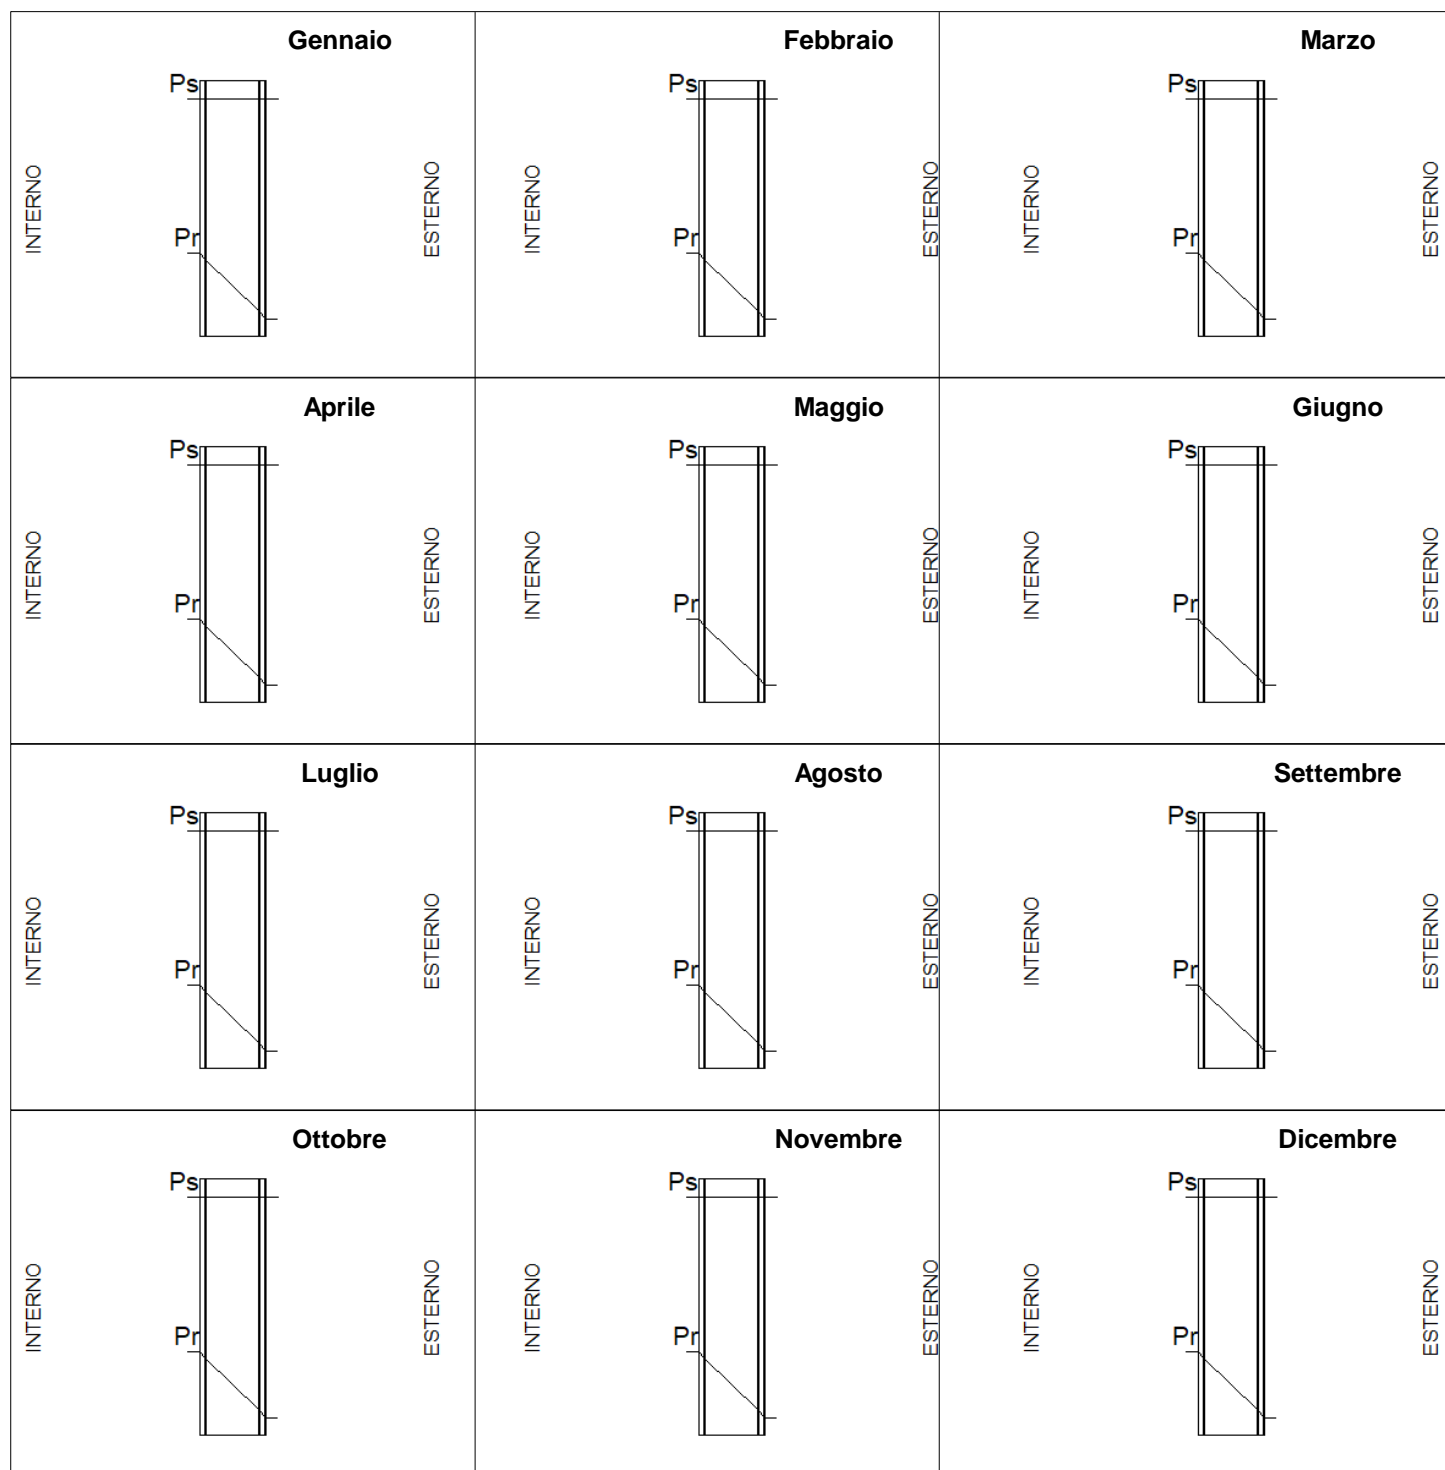 Gennaio
Ps
INTERNO
ESTERNO
Pr
Febbraio
Ps
INTERNO
ESTERNO
Pr
Marzo
Ps
INTERNO
ESTERNO
Pr
Aprile
Ps
INTERNO
ESTERNO
Pr
Maggio
Ps
INTERNO
ESTERNO
Pr
Giugno
Ps
INTERNO
ESTERNO
Pr
Luglio
Ps
INTERNO
ESTERNO
Pr
Agosto
Ps
INTERNO
ESTERNO
Pr
Settembre
Ps
INTERNO
ESTERNO
Pr
Ottobre
Ps
INTERNO
ESTERNO
Pr
Novembre
Ps
INTERNO
ESTERNO
Pr
Dicembre
Ps
INTERNO
ESTERNO
Pr